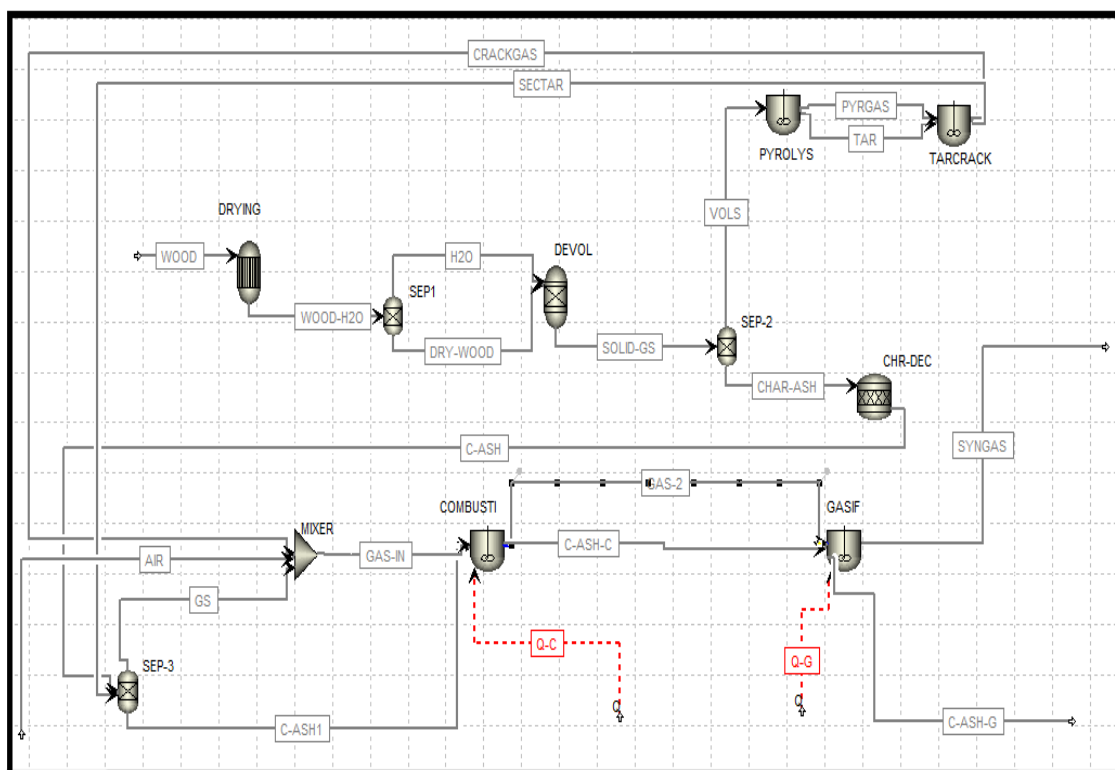 CRACKGAS
SECTAR
PYRGAS
TAR
PYROLYS
TARCRACK
DRYING
VOLS
WOOD
H2O
DEVOL
SEP1
WOOD-H2O
SEP-2
DRY-WOOD
SOLID-GS
CHR-DEC
CHAR-ASH
C-ASH
SYNGAS
GAS-2
COMBUSTI
GASIF
MIXER
C-ASH-C
AIR
GAS-IN
GS
Q-C
Q-G
SEP-3
C
C
C-ASH1
C-ASH-G